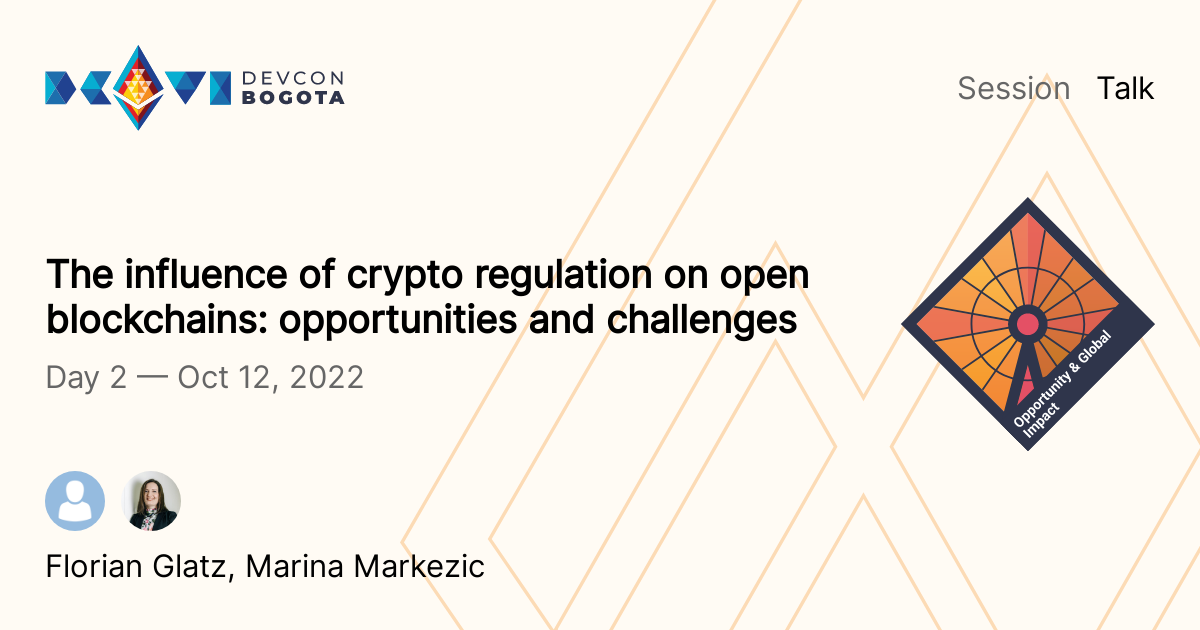 DEVCON
BOGOTA
Session Talk
The influence of crypto regulation on open
blockchains: opportunities and challenges
Day 2 — Oct 12, 2022
Opportunity & Global
Impact
Florian Glatz, Marina Markezic